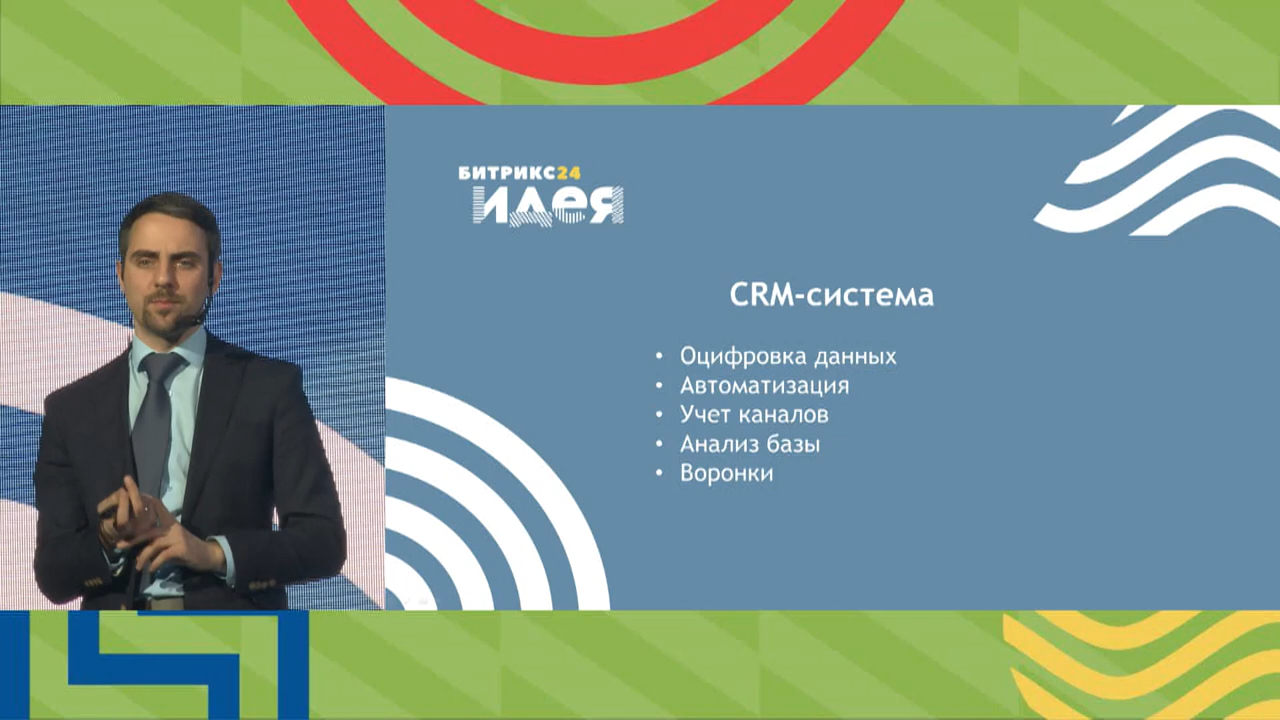 БИТРИКС24
идея
CRM-система
• Оцифровка данных
• Автоматизация
• Учет каналов
• Анализ базы
• Воронки